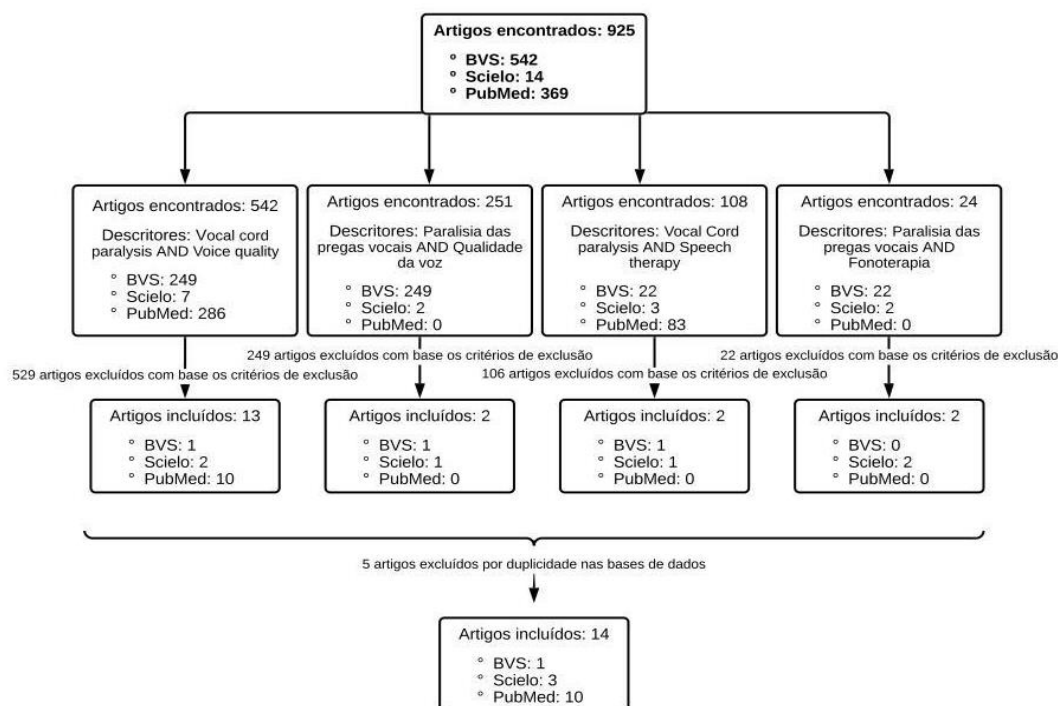 Artigos encontrados: 925
° BVS: 542
° Scielo: 14
° PubMed: 369
Artigos encontrados: 542
Descritores: Vocal cord
paralysis AND Voice quality
° BVS: 249
° Scielo: 7
° PubMed: 286
Artigos encontrados: 251
Descritores: Paralisia das
pregas vocais AND Qualidade
da voz
° BVS: 249
° Scielo: 2
° PubMed: 0
Artigos encontrados: 108
Descritores: Vocal Cord
paralysis AND Speech
therapy
° BVS: 22
° Scielo: 3
° PubMed: 83
Artigos encontrados: 24
Descritores: Paralisia das
pregas vocais AND
Fonoterapia
° BVS: 22
° Scielo: 2
° PubMed: 0
529 artigos excluídos com base os critérios de exclusão
249 artigos excluídos com base os critérios de exclusão
106 artigos excluídos com base os critérios de exclusão
22 artigos excluídos com base os critérios de exclusão
Artigos incluídos: 13
° BVS: 1
° Scielo: 2
° PubMed: 10
Artigos incluídos: 2
° BVS: 1
° Scielo: 1
° PubMed: 0
Artigos incluídos: 2
° BVS: 1
° Scielo: 1
° PubMed: 0
Artigos incluídos: 2
° BVS: 0
° Scielo: 2
° PubMed: 0
5 artigos excluídos por duplicidade nas bases de dados
Artigos incluídos: 14
° BVS: 1
° Scielo: 3
° PubMed: 10